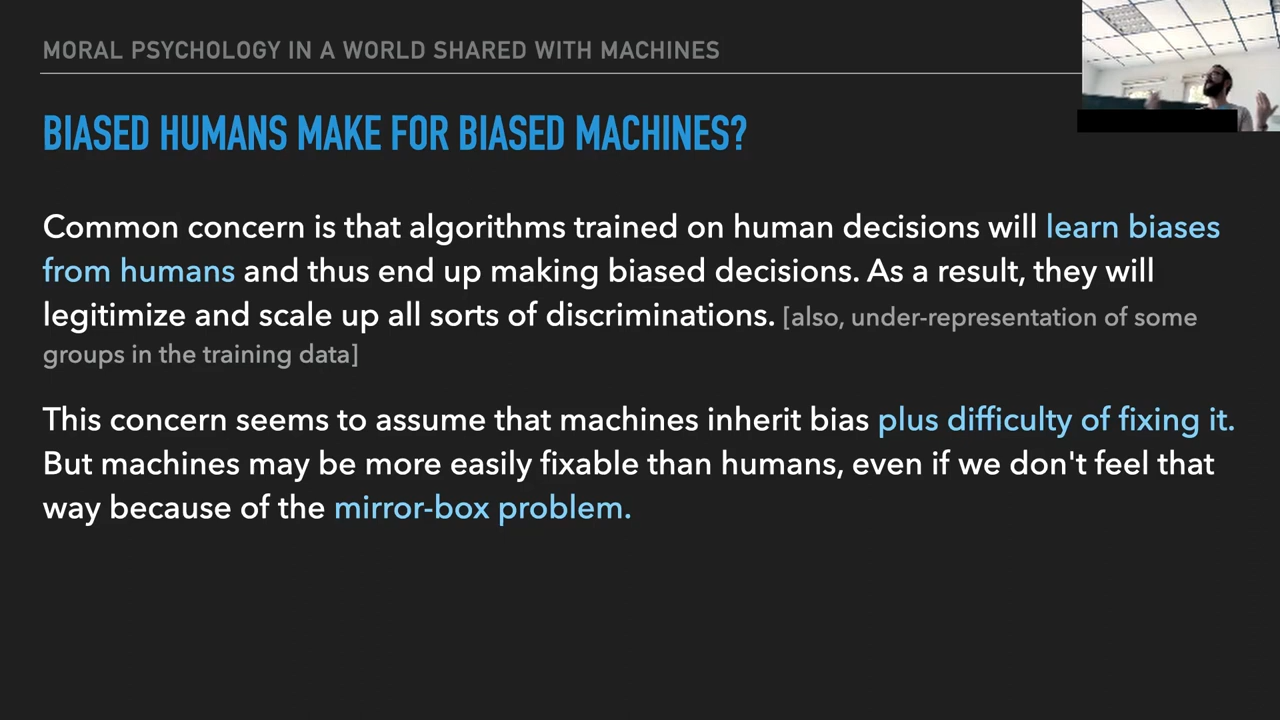 MORAL PSYCHOLOGY IN A WORLD SHARED WITH MACHINES
BIASED HUMANS MAKE FOR BIASED MACHINES?
Common concern is that algorithms trained on human decisions will learn biases
from humans and thus end up making biased decisions. As a result, they will
legitimize and scale up all sorts of discriminations. [also, under-representation of some
groups in the training data]
This concern seems to assume that machines inherit bias plus difficulty of fixing it.
But machines may be more easily fixable than humans, even if we don't feel that
way because of the mirror-box problem.